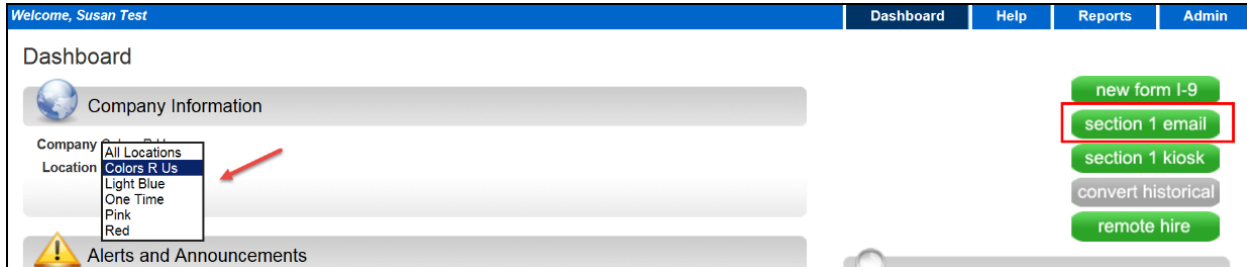 Welcome, Susan Test
Dashboard Help Reports Admin
Dashboard
Company Information
Company
Location
All Locations
Colors R Us
Light Blue
One Time
Pink
Red
Alerts and Announcements
new form I-9
section 1 email
section 1 kiosk
convert historical
remote hire